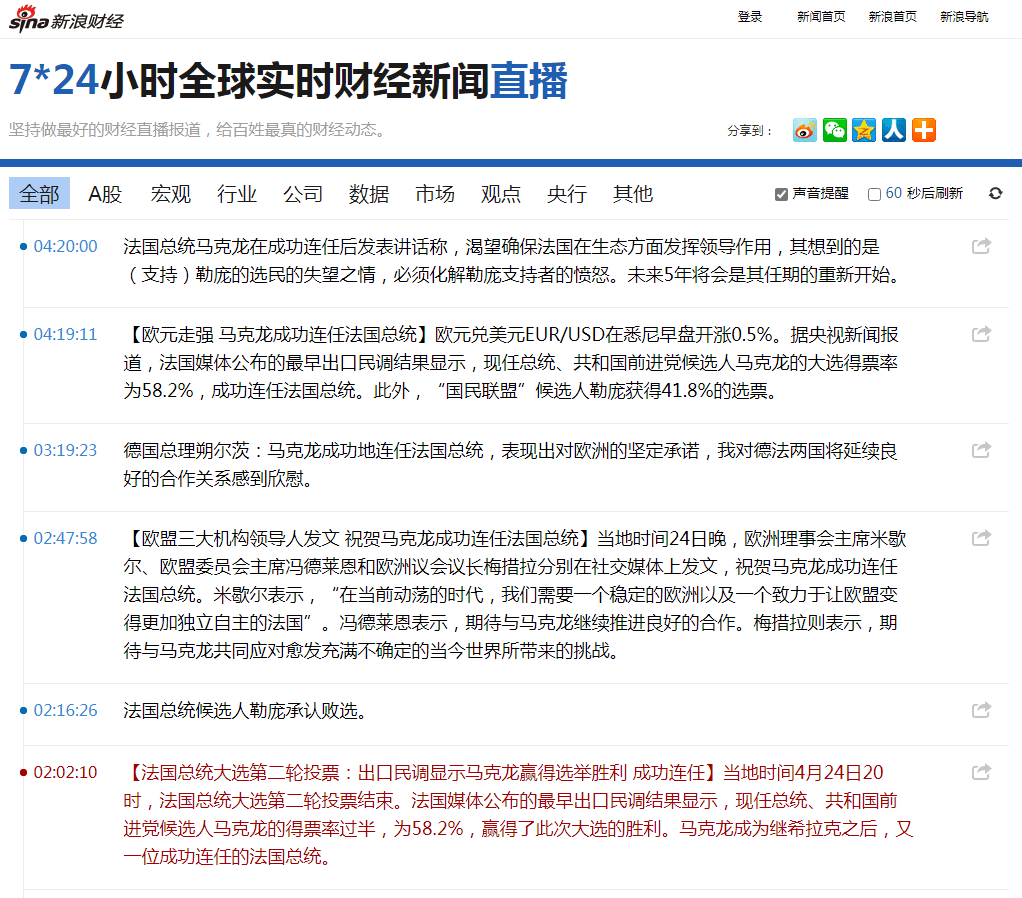 sina新浪财经
登录 新闻首页 新浪首页 新浪导航
7*24小时全球实时财经新闻直播
坚持做最好的财经直播报道，给百姓最真的财经动态。
分享到：
全部 A股 宏观 行业 公司 数据 市场 观点 央行 其他 声音提醒 60 秒后刷新
04:20:00 法国总统马克龙在成功连任后发表讲话称，渴望确保法国在生态方面发挥领导作用，其想到的是
（支持）勒庞的选民的失望之情，必须化解勒庞支持者的愤怒。未来5年将会是其任期的重新开始。
04:19:11 【欧元走强 马克龙成功连任法国总统】欧元兑美元EUR/USD在悉尼早盘开涨0.5%。据央视新闻报
道，法国媒体公布的最早出口民调结果显示，现任总统、共和国前进党候选人马克龙的大选得票率
为58.2%，成功连任法国总统。此外，“国民联盟”候选人勒庞获得41.8%的选票。
03:19:23 德国总理朔尔茨：马克龙成功地连任法国总统，表现出对欧洲的坚定承诺，我对德法两国将延续良
好的合作关系感到欣慰。
02:47:58 【欧盟三大机构领导人发文 祝贺马克龙成功连任法国总统】当地时间24日晚，欧洲理事会主席米歇
尔、欧盟委员会主席冯德莱恩和欧洲议会议长梅措拉分别在社交媒体上发文，祝贺马克龙成功连任
法国总统。米歇尔表示，“在当前动荡的时代，我们需要一个稳定的欧洲以及一个致力于让欧盟变
得更加独立自主的法国”。冯德莱恩表示，期待与马克龙继续推进良好的合作。梅措拉则表示，期
待与马克龙共同应对愈发充满不确定的当今世界所带来的挑战。
02:16:26 法国总统候选人勒庞承认败选。
02:02:10 【法国总统大选第二轮投票：出口民调显示马克龙赢得选举胜利 成功连任】当地时间4月24日20
时，法国总统大选第二轮投票结束。法国媒体公布的最早出口民调结果显示，现任总统、共和国前
进党候选人马克龙的得票率过半，为58.2%，赢得了此次大选的胜利。马克龙成为继希拉克之后，又
一位成功连任的法国总统。